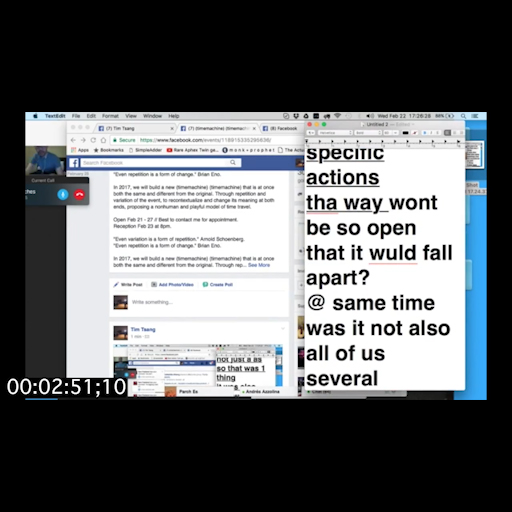 TextEdit File Edit Format View Window Help
Wed Feb 22 17:26:28
(7) Tim Tsang
(7) (timemachine) (timemach
(8) Facebook
Secure https://www.facebook.com/events/
Apps Bookmarks SimpleAdder Rare Aphex Twin ge... monk+prophet The Ac
Search Facebook
Current Call
"Even repetition is a form of change." Brian Eno.
In 2017, we will build a new (timemachine) (timemachine) that is at once
both the same and different from the original. Through repetition and
variation of the event, to recontextualize and change its meaning at both
ends, proposing a nonhuman and playful model of time travel.
Open Feb 21 - 27 // Best to contact me for appointment.
Reception Feb 23 at 8pm.
"Even variation is a form of repetition." Arnold Schoenberg.
"Even repetition is a form of change." Brian Eno.
In 2017, we will build a new (timemachine) (timemachine) that is at once
both the same and different from the original. Through rep... See More
Write Post Add Photo/Video Create Poll
Write something...
Tim Tsang
not just a as
so that was 1
thing
it was also
Parch Es
Andrés Azzolina
Untitled 2
specific
actions
tha way wont
be so open
that it wuld fall
apart?
@ same time
was it not also
all of us
several
00:02:51;10